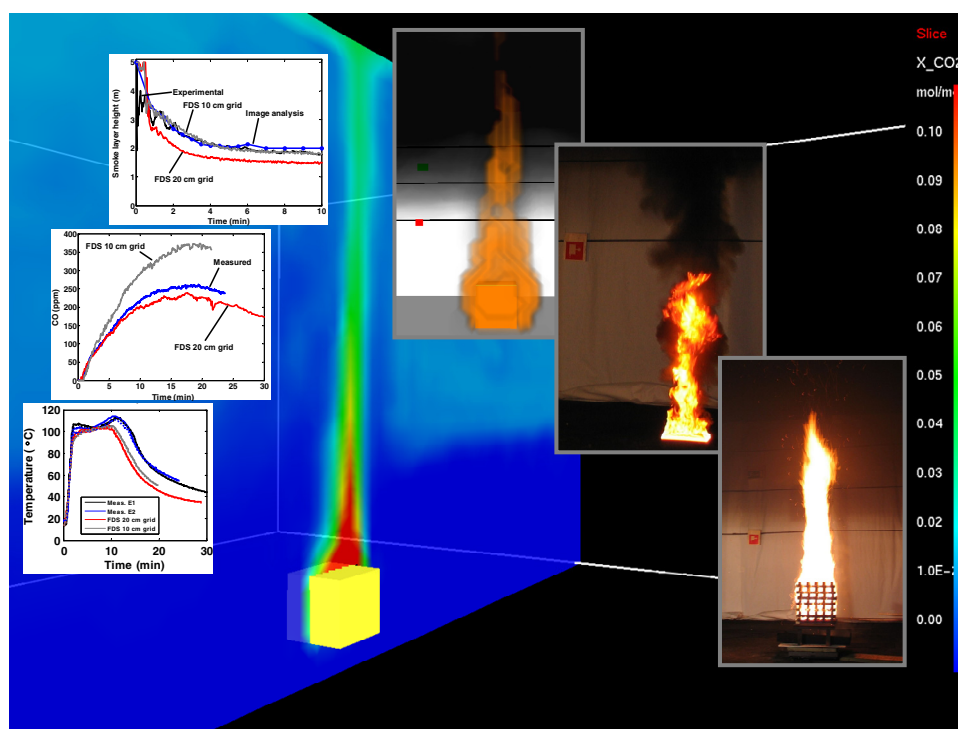 Slice
X_CO2
mol/m
0.10
0.09
0.08
0.07
0.06
0.05
0.04
0.03
0.02
1.0E-2
0.00
5
4
3
2
1
0
Smoke layer height (m)
Experimental
FDS 10 cm grid
Image analysis
FDS 20 cm grid
0 2 4 6 8 10
Time (min)
400
350
300
250
200
150
100
50
0
CO (ppm)
FDS 10 cm grid
Measured
FDS 20 cm grid
0 5 10 15 20 25 30
Time (min)
120
100
80
60
40
20
0
Temperature (°C)
Meas. E1
Meas. E2
FDS 20 cm grid
FDS 10 cm grid
0 10 20 30
Time (min)